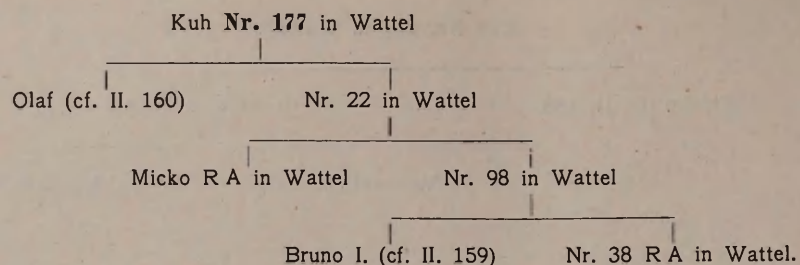 Kuh Nr. 177 in Wattel
Olaf (cf. II. 160) Nr. 22 in Wattel
Micko R A in Wattel Nr. 98 in Wattel
Bruno I. (cf. II. 159) Nr. 38 R A in Wattel.